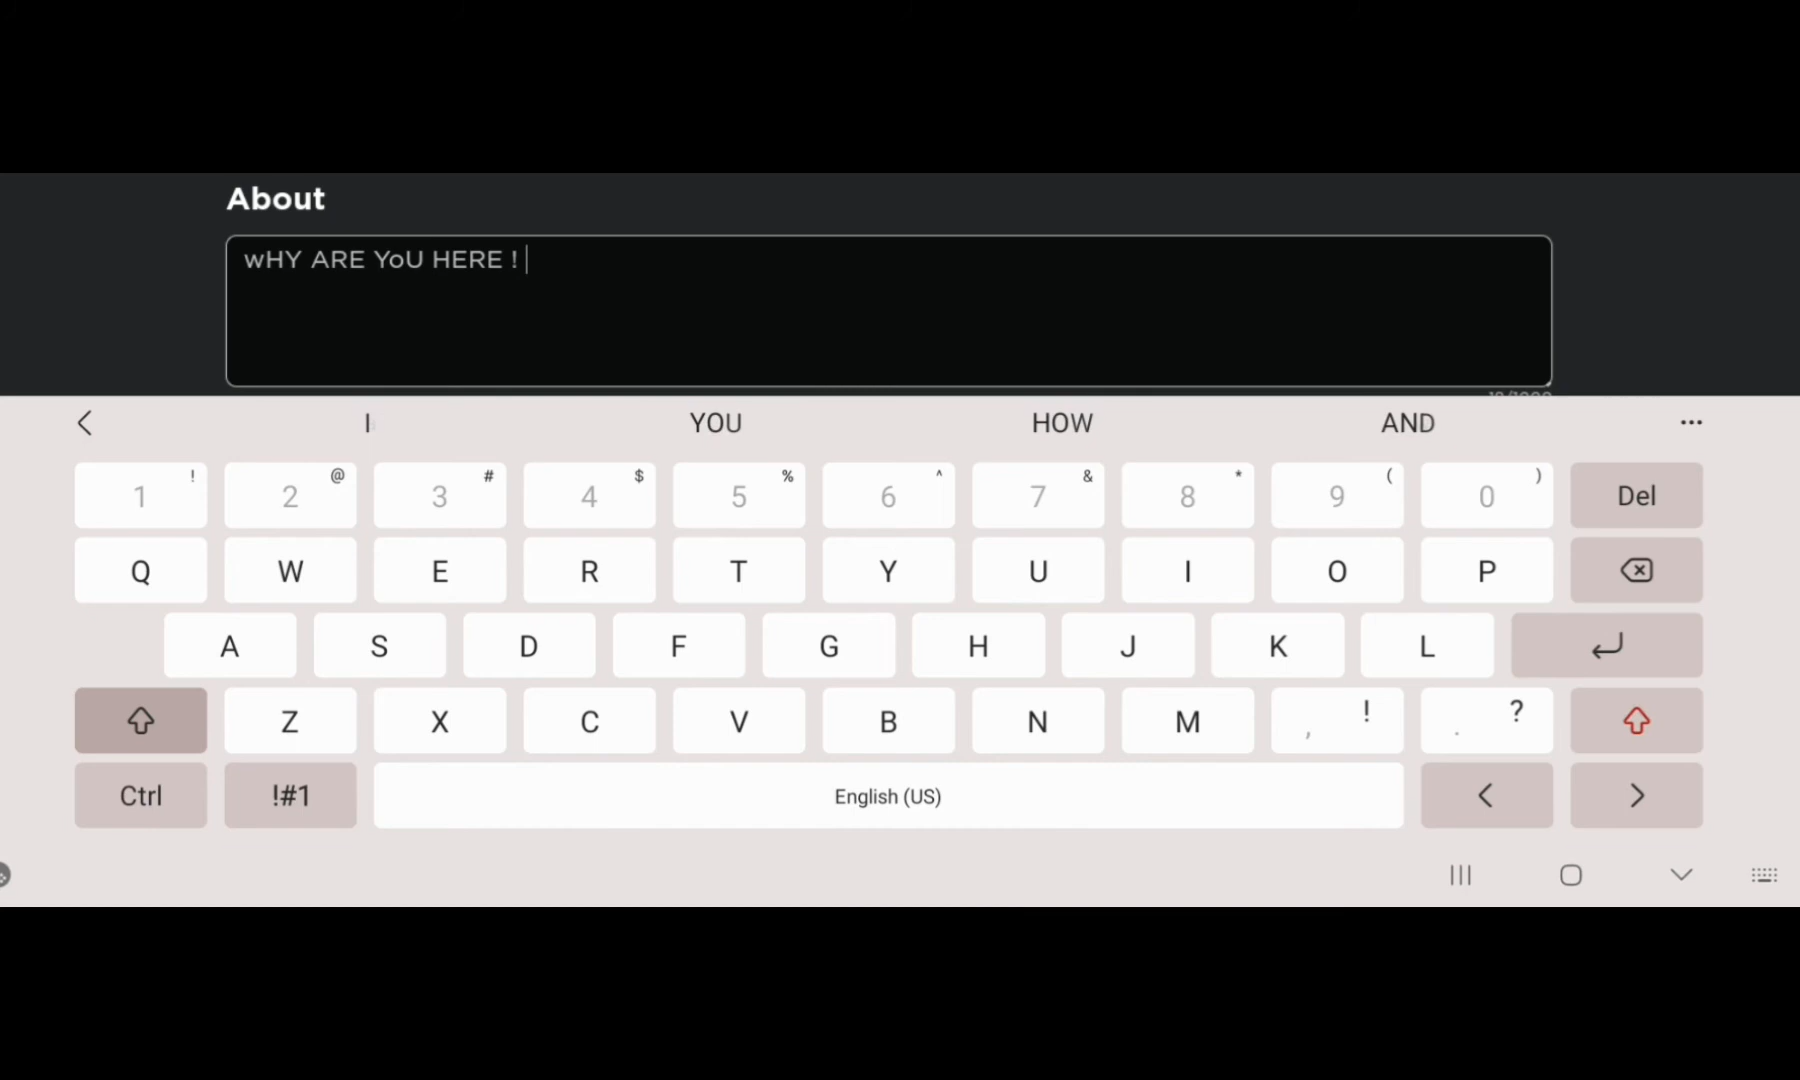 About
wHY ARE YoU HERE !
I YOU HOW AND ...
1 ! 2 @ 3 # 4 $ 5 % 6 ^ 7 & 8 * 9 ( 0 ) Del
Q W E R T Y U I O P
A S D F G H J K L
Z X C V B N M , ! . ?
Ctrl !#1 English (US) < >